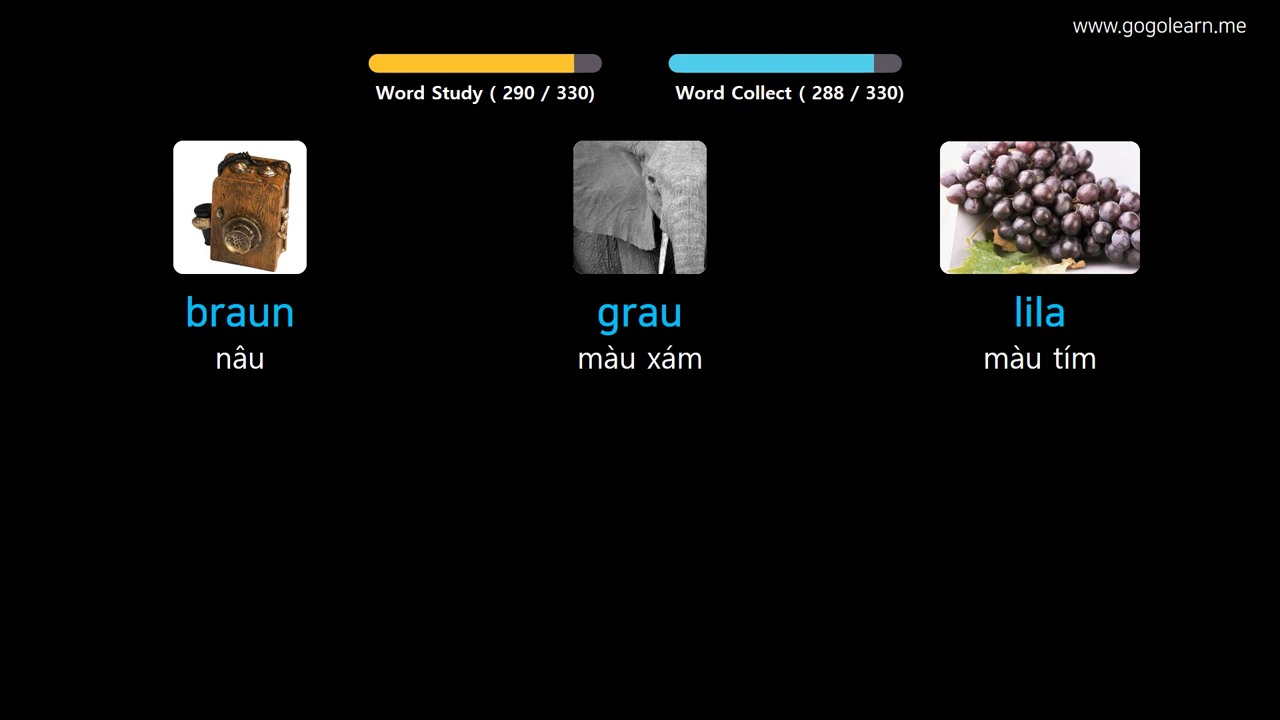 www.gogolearn.me
Word Study ( 290 / 330)
Word Collect ( 288 / 330)
braun
grau
lila
nâu
màu xám
màu tím